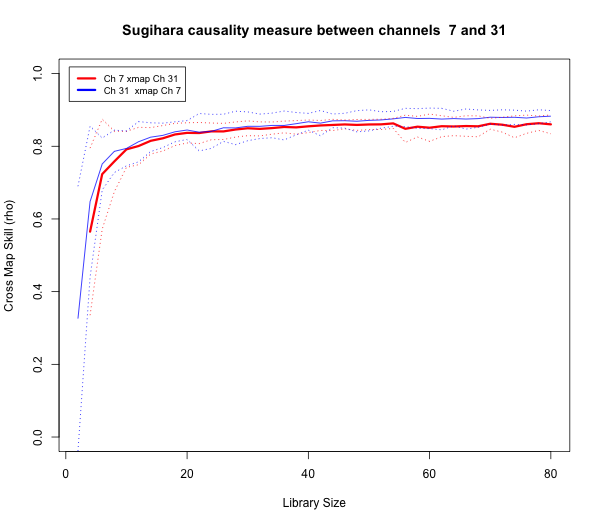 Sugihara causality measure between channels  7 and 31
Ch 7 xmap Ch 31
Ch 31  xmap Ch 7
Cross Map Skill (rho)
1.0
0.8
0.6
0.4
0.2
0.0
0 20 40 60 80
Library Size